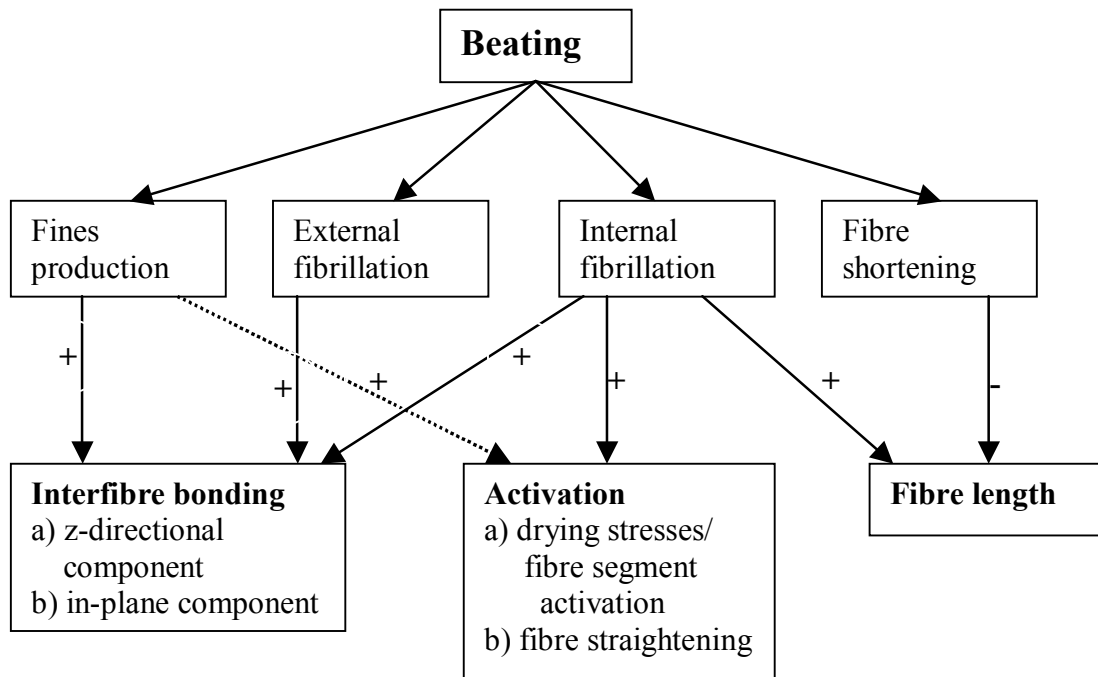 Beating
Fines
production
External
fibrillation
Internal
fibrillation
Fibre
shortening
+
+
+
+
+
+
-
Interfibre bonding
a) z-directional
component
b) in-plane component
Activation
a) drying stresses/
fibre segment
activation
b) fibre straightening
Fibre length